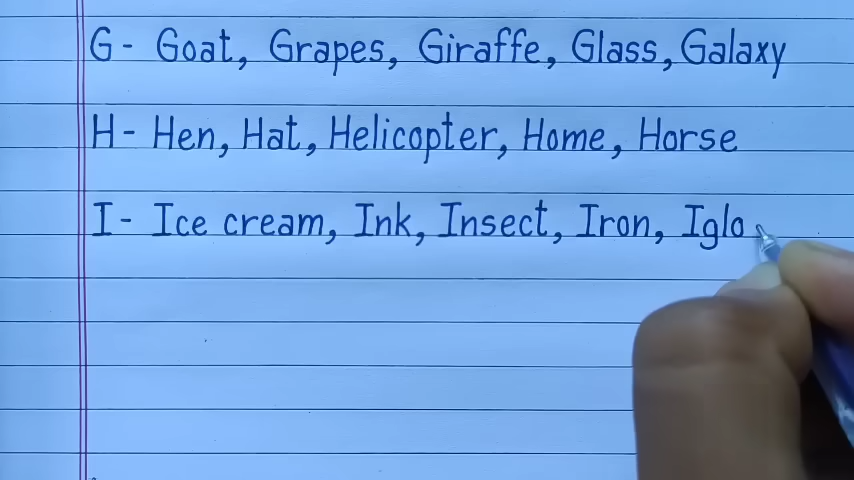 G - Goat, Grapes, Giraffe, Glass, Galaxy
H - Hen, Hat, Helicopter, Home, Horse
I - Ice cream, Ink, Insect, Iron, Iglo